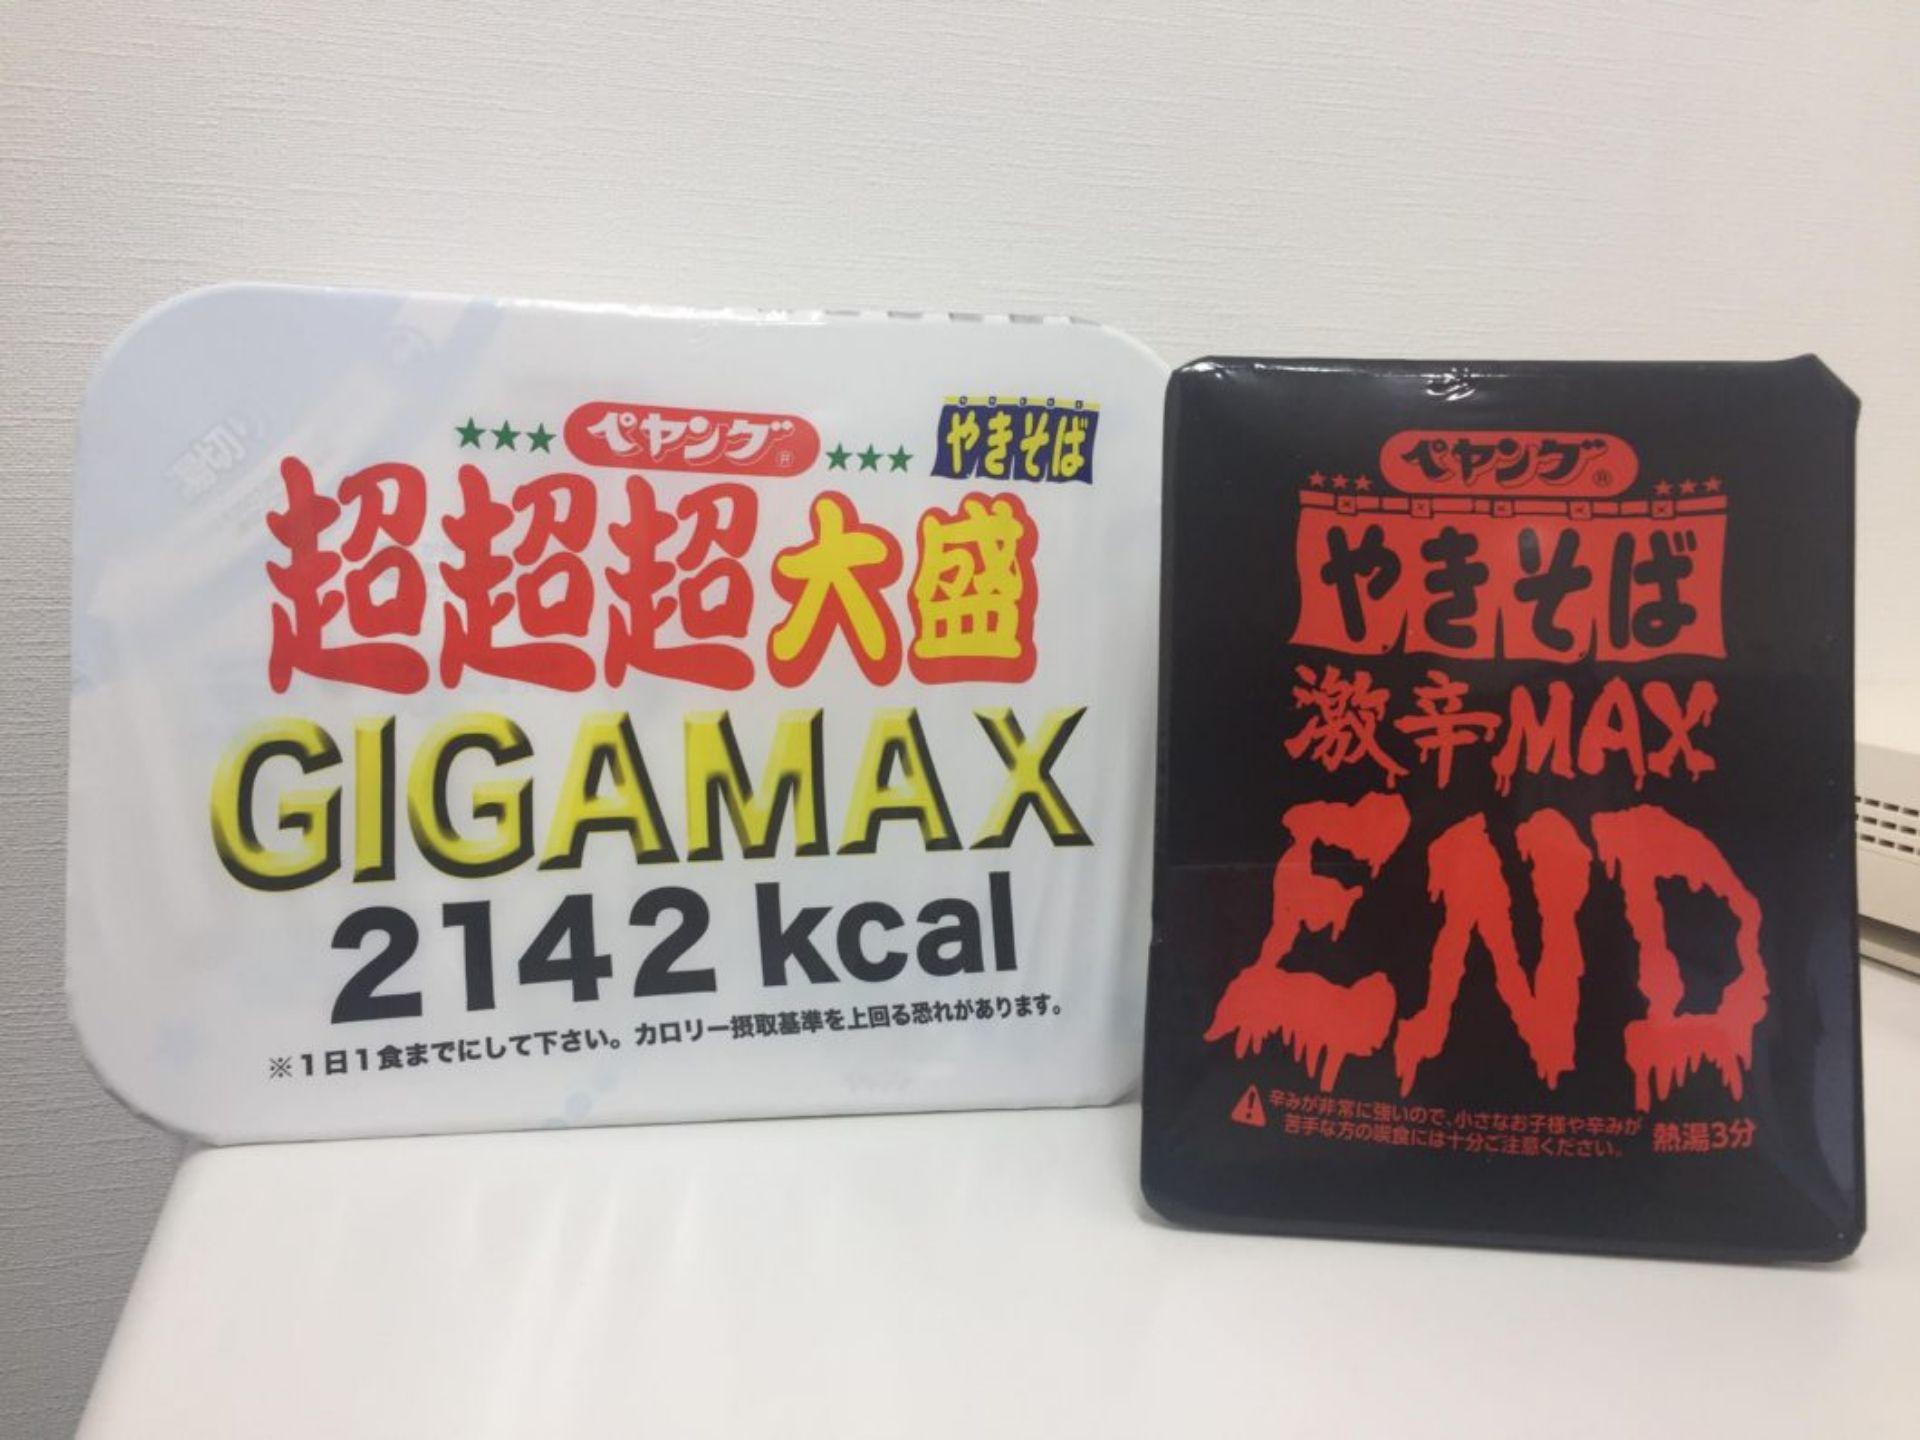 ★★★ペヤング®★★★
やきそば
超超超大盛
GIGAMAX
2142 kcal
※1日1食までにして下さい。カロリー摂取基準を上回る恐れがあります。
湯切り
ペヤング®
★★★ ★★★
やきそば
激辛MAX
END
辛みが非常に強いので、小さなお子様や辛みが
苦手な方の誤食には十分ご注意ください。
熱湯3分